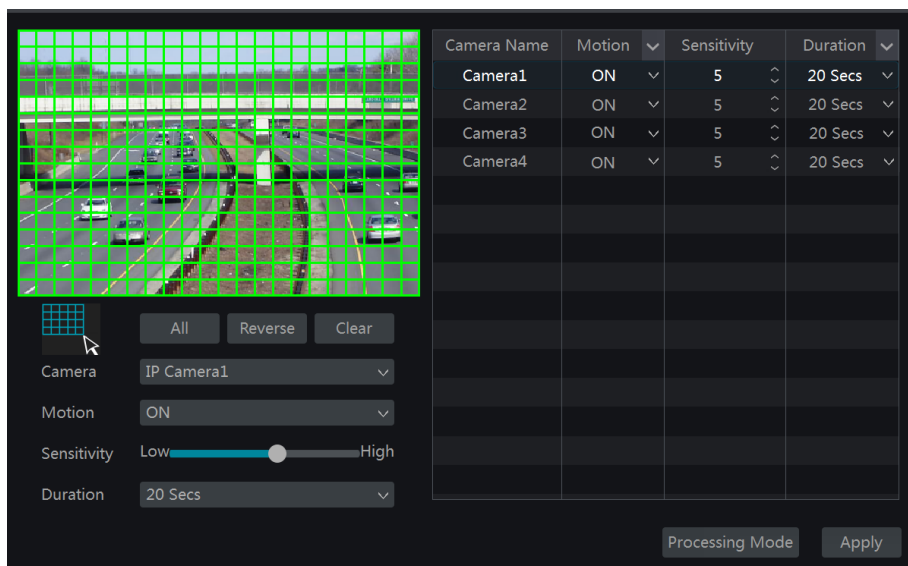 Camera Name Motion Sensitivity Duration
Camera1 ON 5 20 Secs
Camera2 ON 5 20 Secs
Camera3 ON 5 20 Secs
Camera4 ON 5 20 Secs
All Reverse Clear
Camera IP Camera1
Motion ON
Sensitivity Low High
Duration 20 Secs
Processing Mode Apply